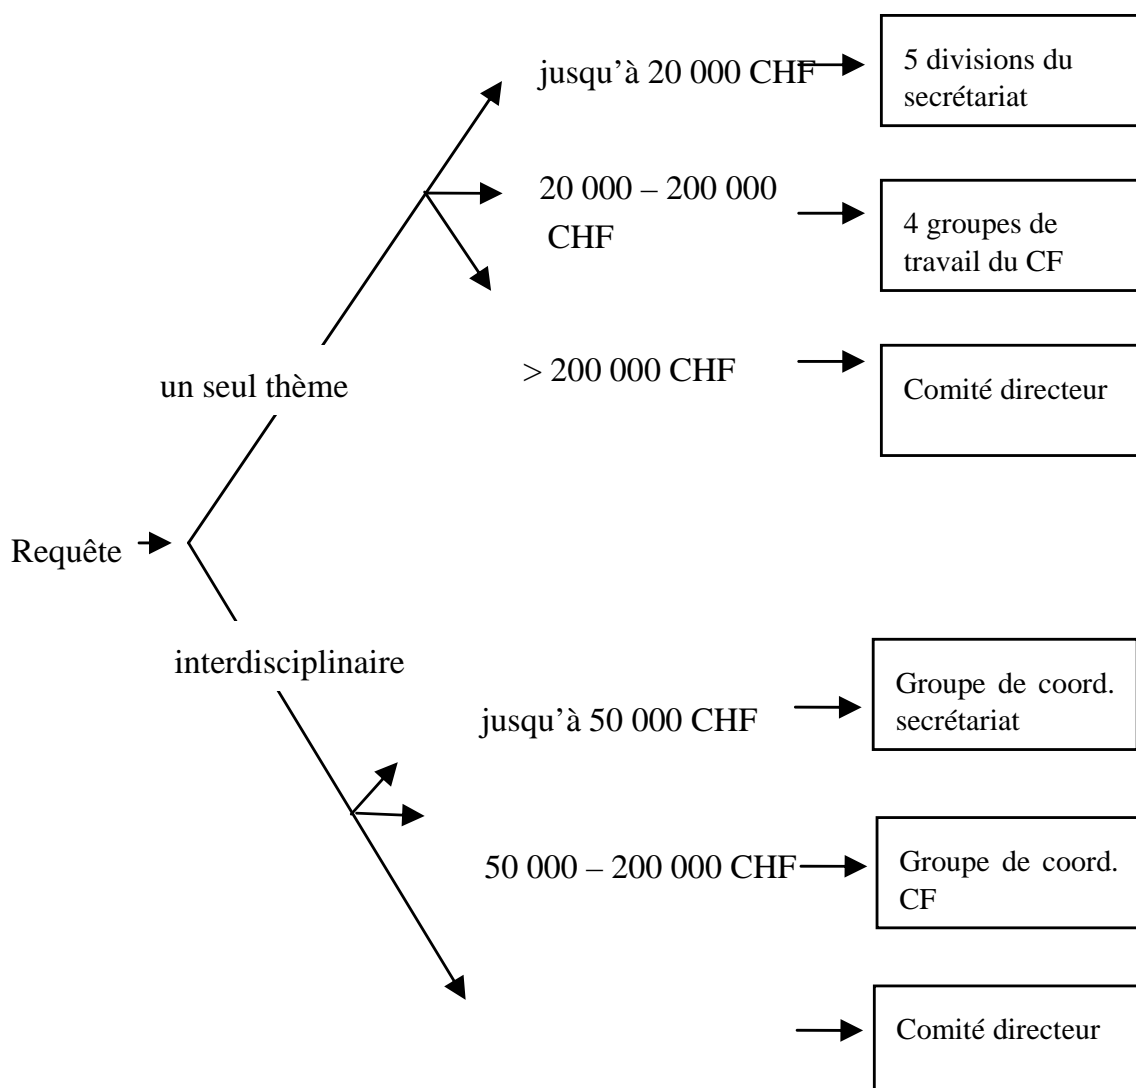 jusqu’à 20 000 CHF
5 divisions du
secrétariat
20 000 – 200 000
CHF
4 groupes de
travail du CF
un seul thème
> 200 000 CHF
Comité directeur
Requête
interdisciplinaire
jusqu’à 50 000 CHF
Groupe de coord.
secrétariat
50 000 – 200 000 CHF
Groupe de coord.
CF
Comité directeur